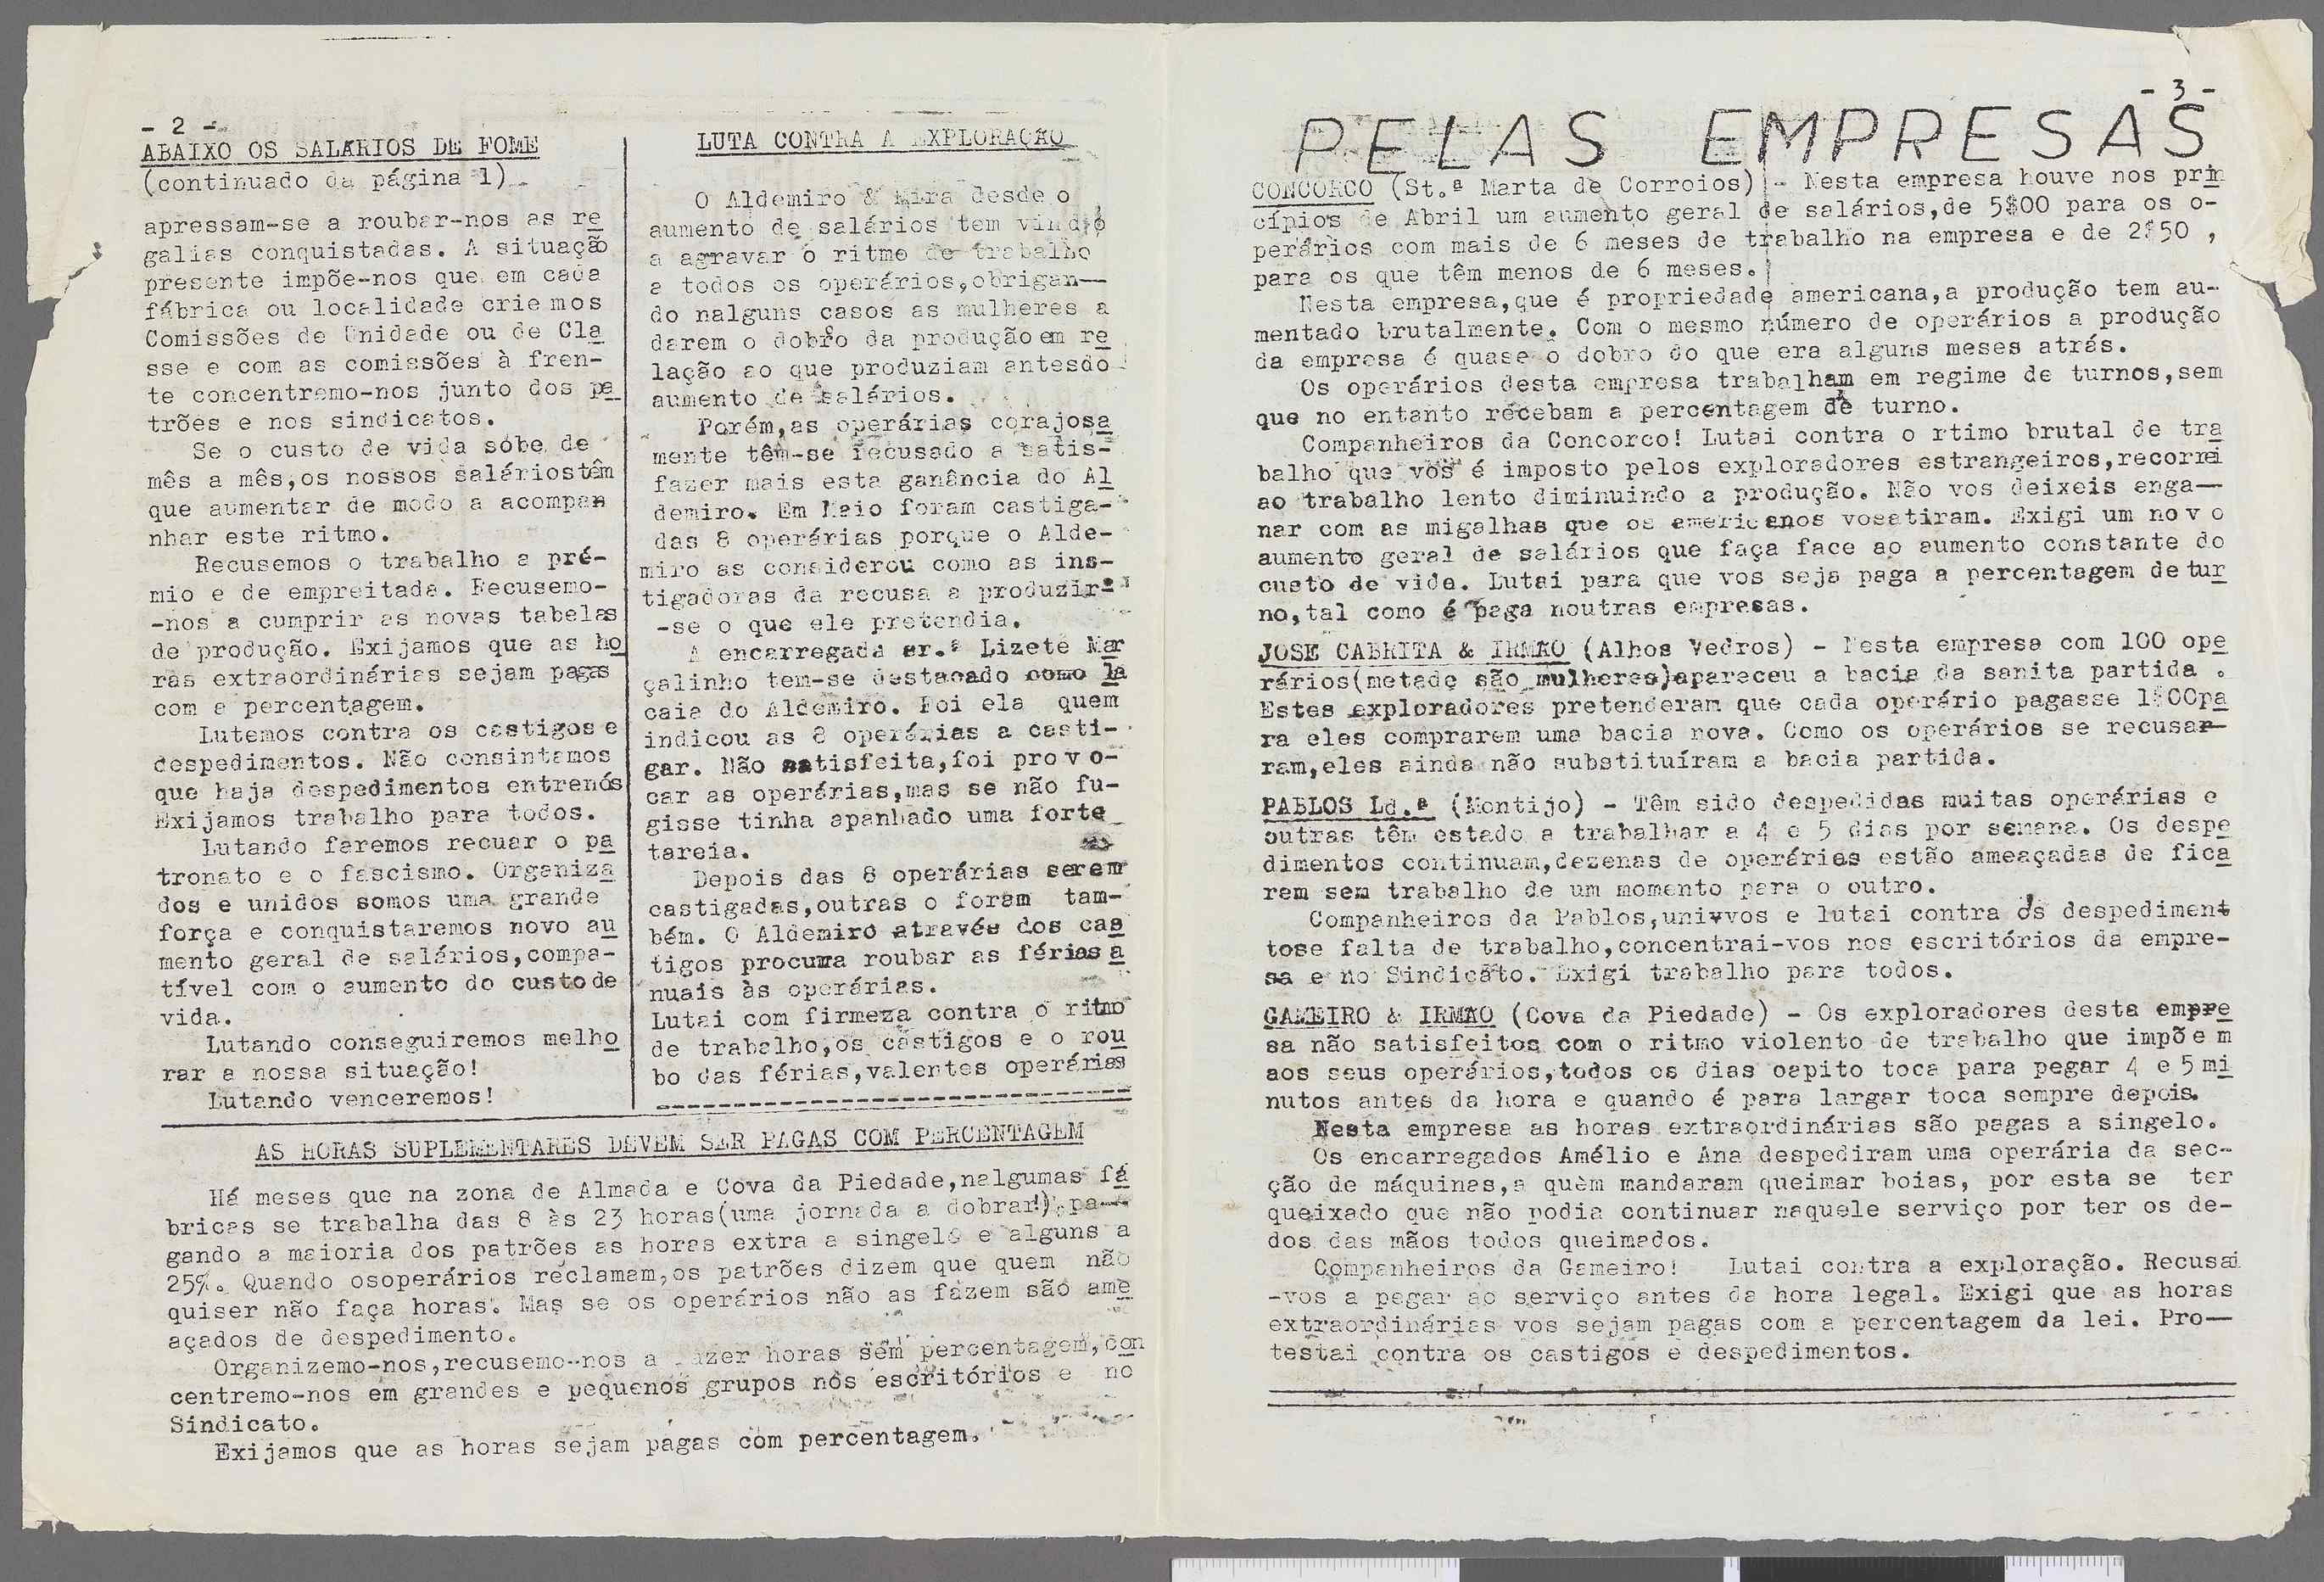 - 2 -
ABAIXO OS SALARIOS DE FOME
(continuado da página 1)
apressam-se a roubar-nos as re
galias conquistadas. A situação
presente impõe-nos que em cada
fábrica ou localidade criemos
Comissões de Unidade ou de Cla
sse e com as comissões à fren-
te concentremo-nos junto dos pa
trões e nos sindicatos.
Se o custo de vida sobe de
mês a mês,os nossos salários têm
que aumentar de modo a acompan
nhar este ritmo.
Recusemos o trabalho a pré-
mio e de empreitada. Recusemo-
-nos a cumprir as novas tabelas
de produção. Exijamos que as ho
ras extraordinárias sejam pagas
com a percentagem.
Lutemos contra os castigos e
despedimentos. Não consintamos
que haja despedimentos entre nós
Exijamos trabalho para todos.
Lutando faremos recuar o pa
tronato e o fascismo. Organiza
dos e unidos somos uma grande
força e conquistaremos novo au
mento geral de salários,compa-
tível com o aumento do custo de
vida.
Lutando conseguiremos melho
rar a nossa situação!
Lutando venceremos!
LUTA CONTRA A EXPLORAÇÃO
O Aldemiro & Mira desde o
aumento de salários tem vindo
a agravar o ritmo de trabalho
a todos os operários,obrigan—
do nalguns casos as mulheres a
darem o dobro da produção em re
lação ao que produziam antes do
aumento de salários.
Porém,as operárias corajosa
mente têm-se recusado a satis-
fazer mais esta ganância do Al
demiro. Em Maio foram castiga-
das 8 operárias porque o Alde-
miro as considerou como as ins-
tigadoras da recusa a produzir-
-se o que ele pretendia.
A encarregada sr.ª Lizete Mar
çalinho tem-se destacado como la
caia do Aldemiro. Foi ela quem
indicou as 8 operárias a casti-
gar. Não satisfeita,foi provo-
car as operárias,mas se não fu-
gisse tinha apanhado uma forte
tareia.
Depois das 8 operárias serem
castigadas,outras o foram tam-
bém. O Aldemiro através dos cas
tigos procura roubar as férias a
nuais às operárias.
Lutai com firmeza contra o ritmo
de trabalho,os castigos e o rou
bo das férias,valentes operárias
AS HORAS SUPLEMENTARES DEVEM SER PAGAS COM PERCENTAGEM
Há meses que na zona de Almada e Cova da Piedade,nalgumas fá
bricas se trabalha das 8 às 23 horas(uma jornada a dobrar!),pa—
gando a maioria dos patrões as horas extra a singelo e alguns a
25%. Quando osoperários reclamam,os patrões dizem que quem não
quiser não faça horas. Mas se os operários não as fazem são ame
açados de despedimento.
Organizemo-nos,recusemo-nos a fazer horas sem percentagem,con
centremo-nos em grandes e pequenos grupos nos escritórios e no
Sindicato.
Exijamos que as horas sejam pagas com percentagem.
- 3 -
PELAS EMPRESAS
CONCORCO (St.ª Marta de Corroios) - Nesta empresa houve nos prin
cípios de Abril um aumento geral de salários,de 5$00 para os o-
perários com mais de 6 meses de trabalho na empresa e de 2$50 ,
para os que têm menos de 6 meses.
Nesta empresa,que é propriedade americana,a produção tem au-
mentado brutalmente. Com o mesmo número de operários a produção
da empresa é quase o dobro do que era alguns meses atrás.
Os operários desta empresa trabalham em regime de turnos,sem
que no entanto recebam a percentagem de turno.
Companheiros da Concorco! Lutai contra o rtimo brutal de tra
balho que vos é imposto pelos exploradores estrangeiros,recorrei
ao trabalho lento diminuindo a produção. Não vos deixeis enga—
nar com as migalhas que os americanos vosatiram. Exigi um novo
aumento geral de salários que faça face ao aumento constante do
custo de vida. Lutai para que vos seja paga a percentagem de tur
no,tal como é paga noutras empresas.
JOSE CABRITA & IRMÃO (Alhos Vedros) - Nesta empresa com 100 ope
rários(metade são mulheres)apareceu a bacia da sanita partida .
Estes exploradores pretenderam que cada operário pagasse 1$00pa
ra eles comprarem uma bacia nova. Como os operários se recusar—
ram,eles ainda não substituíram a bacia partida.
PABLOS Ld.ª (Montijo) - Têm sido despedidas muitas operárias e
outras têm estado a trabalhar a 4 e 5 dias por semana. Os despe
dimentos continuam,dezenas de operárias estão ameaçadas de fica
rem sem trabalho de um momento para o outro.
Companheiros da Pablos,univvos e lutai contra os despediment
tose falta de trabalho,concentrai-vos nos escritórios da empre-
sa e no Sindicato. Exigi trabalho para todos.
GAMEIRO & IRMÃO (Cova da Piedade) - Os exploradores desta empre
sa não satisfeitos com o ritmo violento de trabalho que impõem
aos seus operários,todos os dias oapito toca para pegar 4 e 5 mi
nutos antes da hora e quando é para largar toca sempre depois.
Nesta empresa as horas extraordinárias são pagas a singelo.
Os encarregados Amélio e Ana despediram uma operária da sec-
ção de máquinas,a quem mandaram queimar boias, por esta se ter
queixado que não podia continuar naquele serviço por ter os de-
dos das mãos todos queimados.
Companheiros da Gameiro! Lutai contra a exploração. Recusai
-vos a pegar ao serviço antes da hora legal. Exigi que as horas
extraordinárias vos sejam pagas com a percentagem da lei. Pro—
testai contra os castigos e despedimentos.